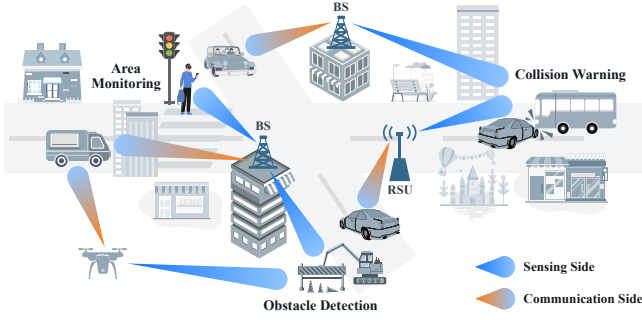 BS
Area
Monitoring
Collision Warning
BS
RSU
Sensing Side
Communication Side
Obstacle Detection